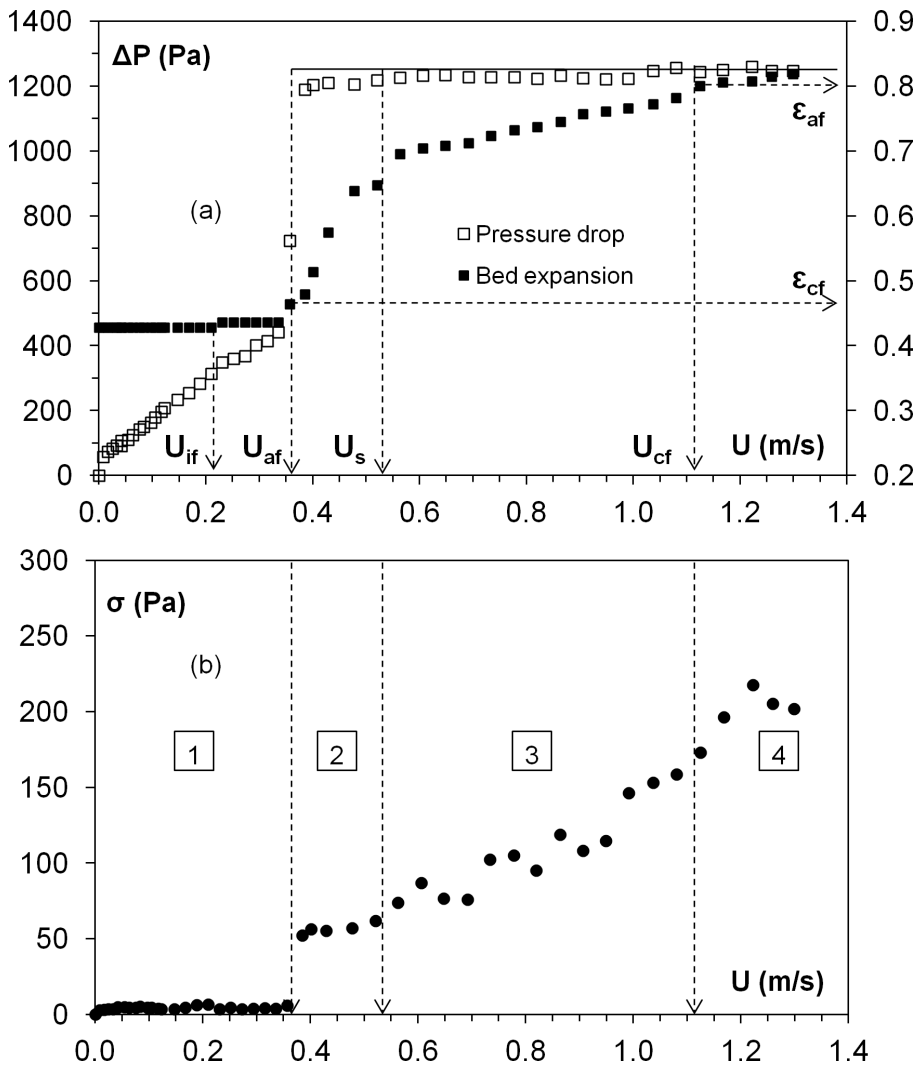 1400
1200
1000
800
600
400
200
0
ΔP (Pa)
0.9
0.8
0.7
0.6
0.5
0.4
0.3
0.2
ε_af
(a)
Pressure drop
Bed expansion
ε_cf
U_if
U_af
U_s
U_cf
U (m/s)
0.0 0.2 0.4 0.6 0.8 1.0 1.2 1.4
300
250
200
150
100
50
0
σ (Pa)
(b)
1 2 3 4
U (m/s)
0.0 0.2 0.4 0.6 0.8 1.0 1.2 1.4